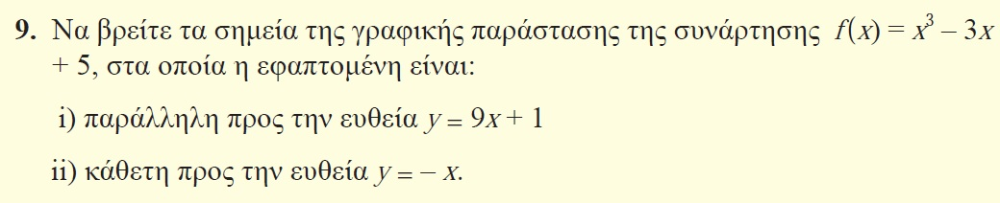 9. Να βρείτε τα σημεία της γραφικής παράστασης της συνάρτησης f(x) = x³ – 3x
+ 5, στα οποία η εφαπτομένη είναι:
i) παράλληλη προς την ευθεία y = 9x + 1
ii) κάθετη προς την ευθεία y = – x.